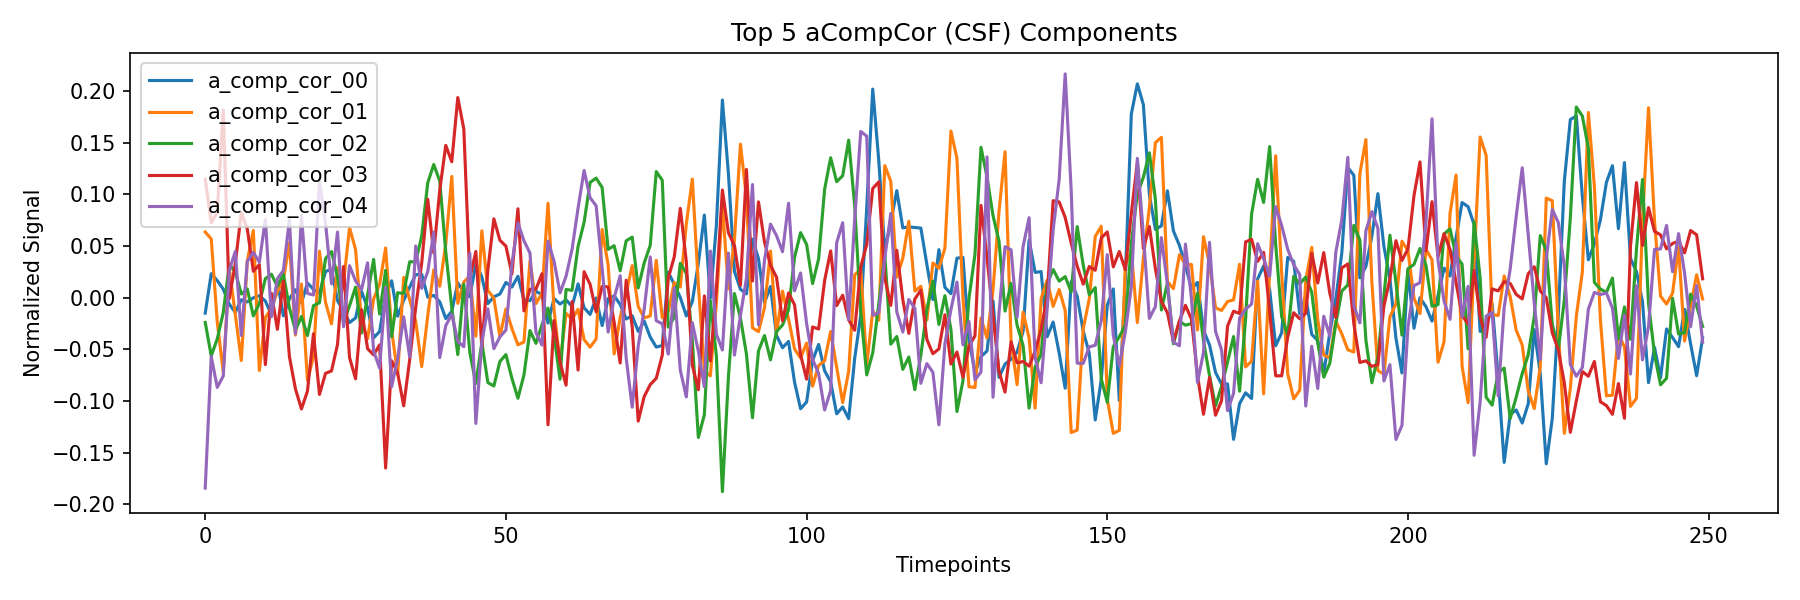 Top 5 aCompCor (CSF) Components
a_comp_cor_00
a_comp_cor_01
a_comp_cor_02
a_comp_cor_03
a_comp_cor_04
Normalized Signal
0.20
0.15
0.10
0.05
0.00
−0.05
−0.10
−0.15
−0.20
0
50
100
150
200
250
Timepoints